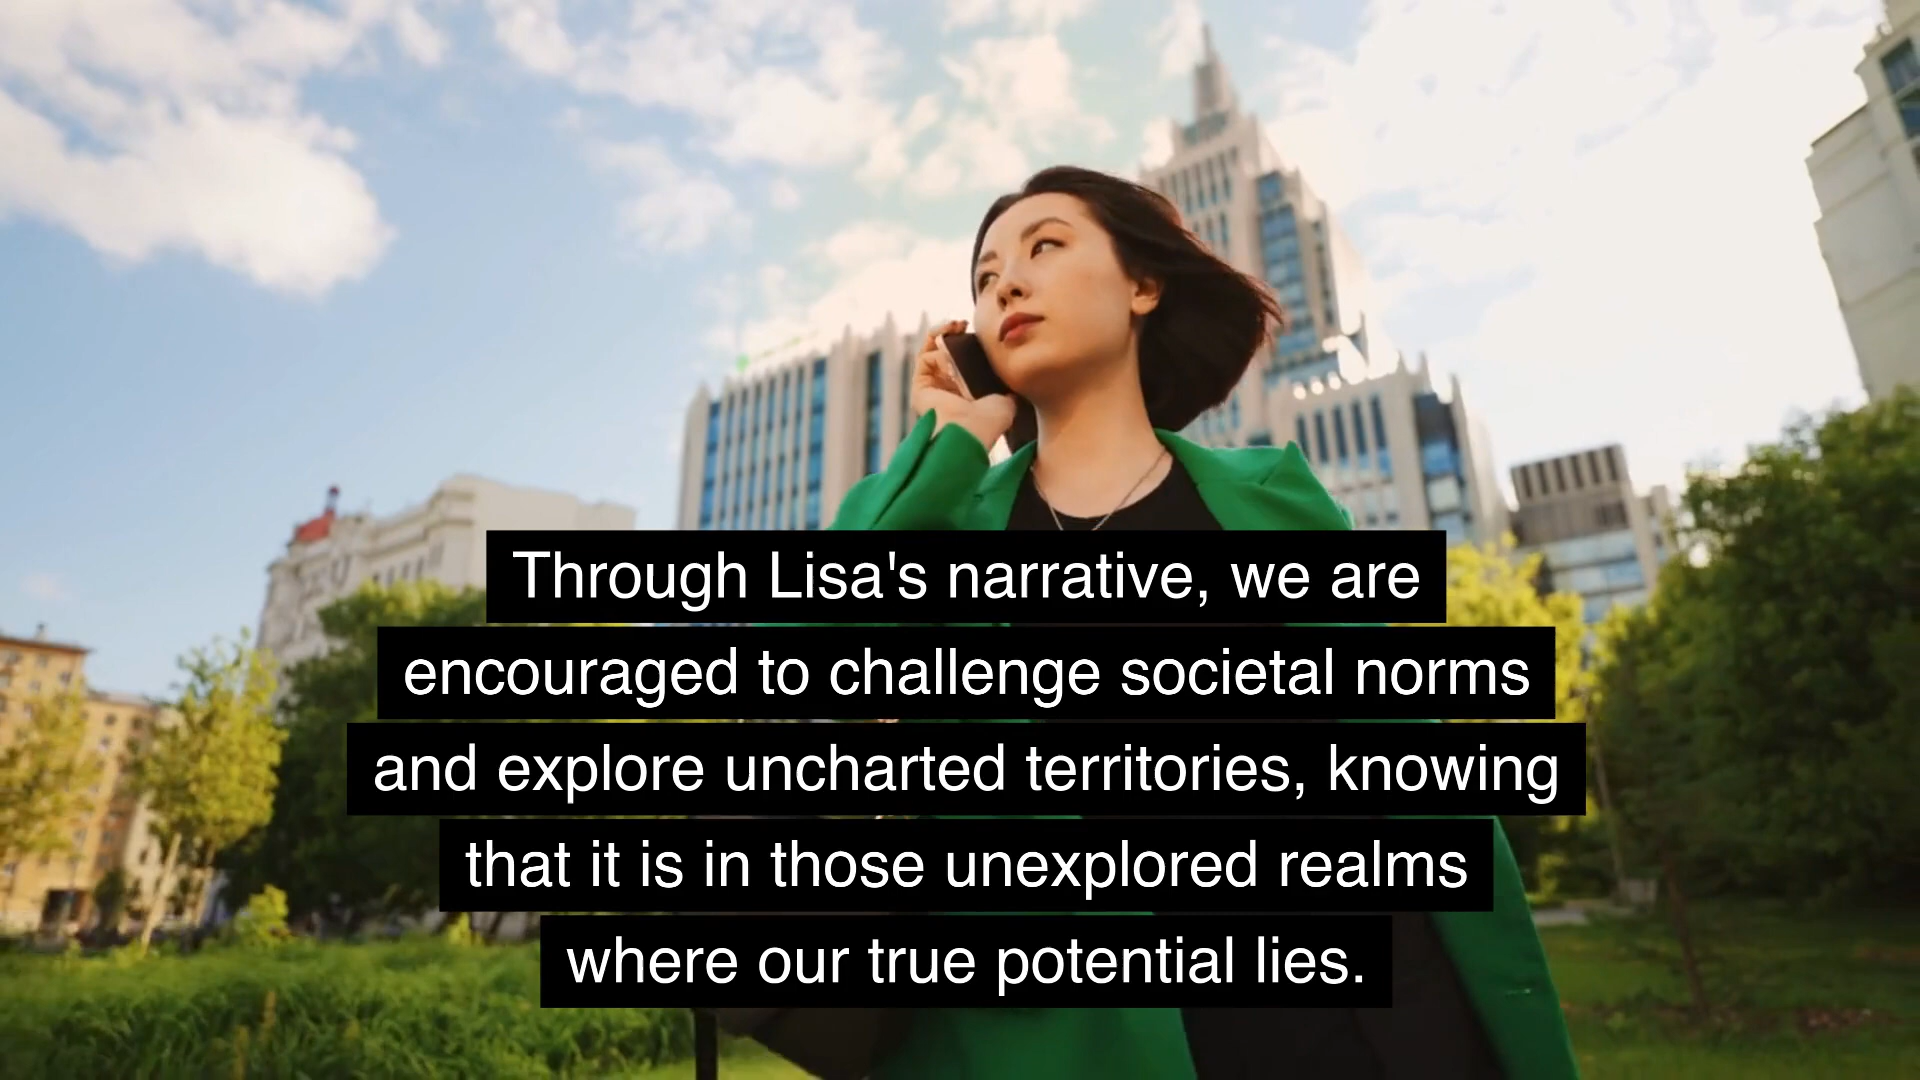 Through Lisa's narrative, we are
encouraged to challenge societal norms
and explore uncharted territories, knowing
that it is in those unexplored realms
where our true potential lies.